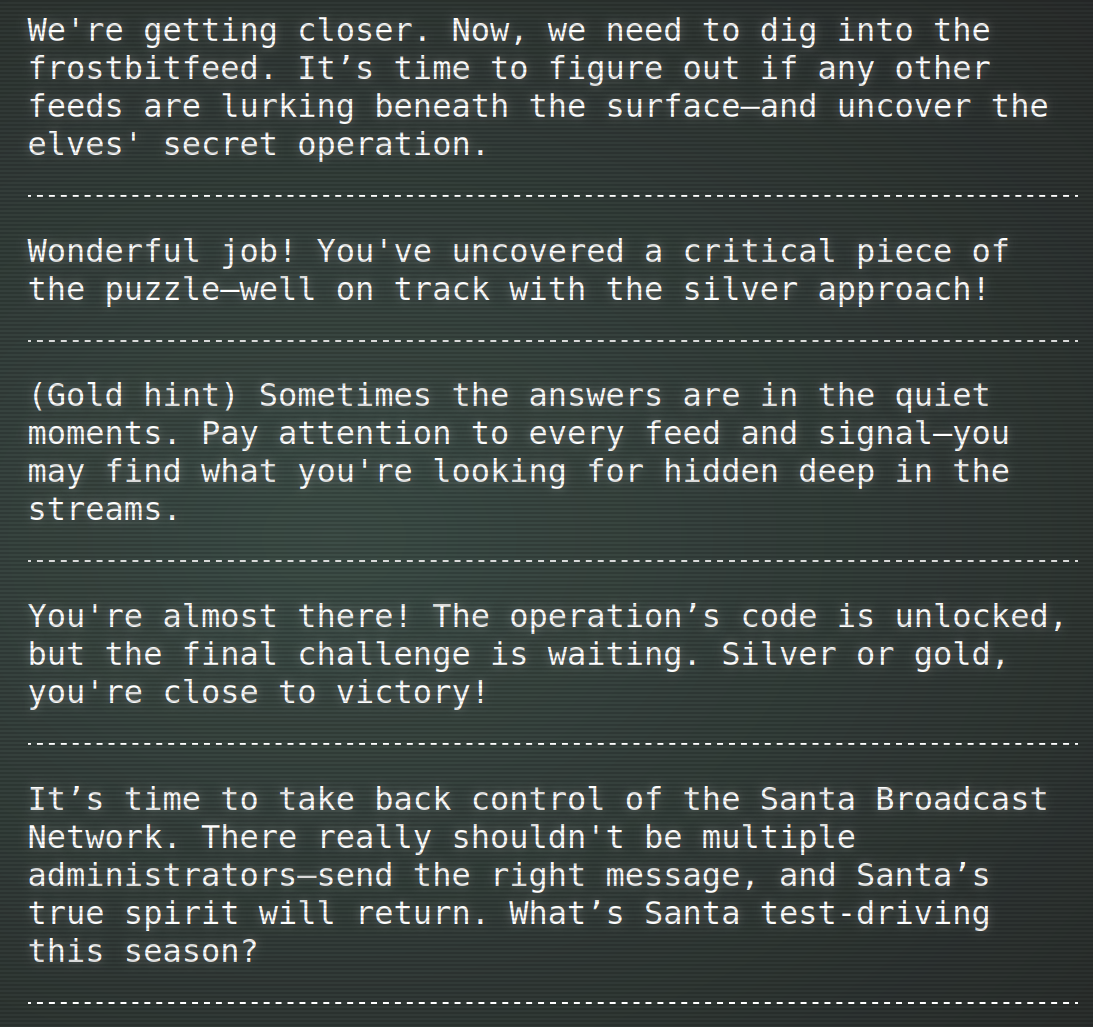 We're getting closer. Now, we need to dig into the
frostbitfeed. It’s time to figure out if any other
feeds are lurking beneath the surface—and uncover the
elves' secret operation.
Wonderful job! You've uncovered a critical piece of
the puzzle—well on track with the silver approach!
(Gold hint) Sometimes the answers are in the quiet
moments. Pay attention to every feed and signal—you
may find what you're looking for hidden deep in the
streams.
You're almost there! The operation’s code is unlocked,
but the final challenge is waiting. Silver or gold,
you're close to victory!
It’s time to take back control of the Santa Broadcast
Network. There really shouldn't be multiple
administrators—send the right message, and Santa’s
true spirit will return. What’s Santa test-driving
this season?